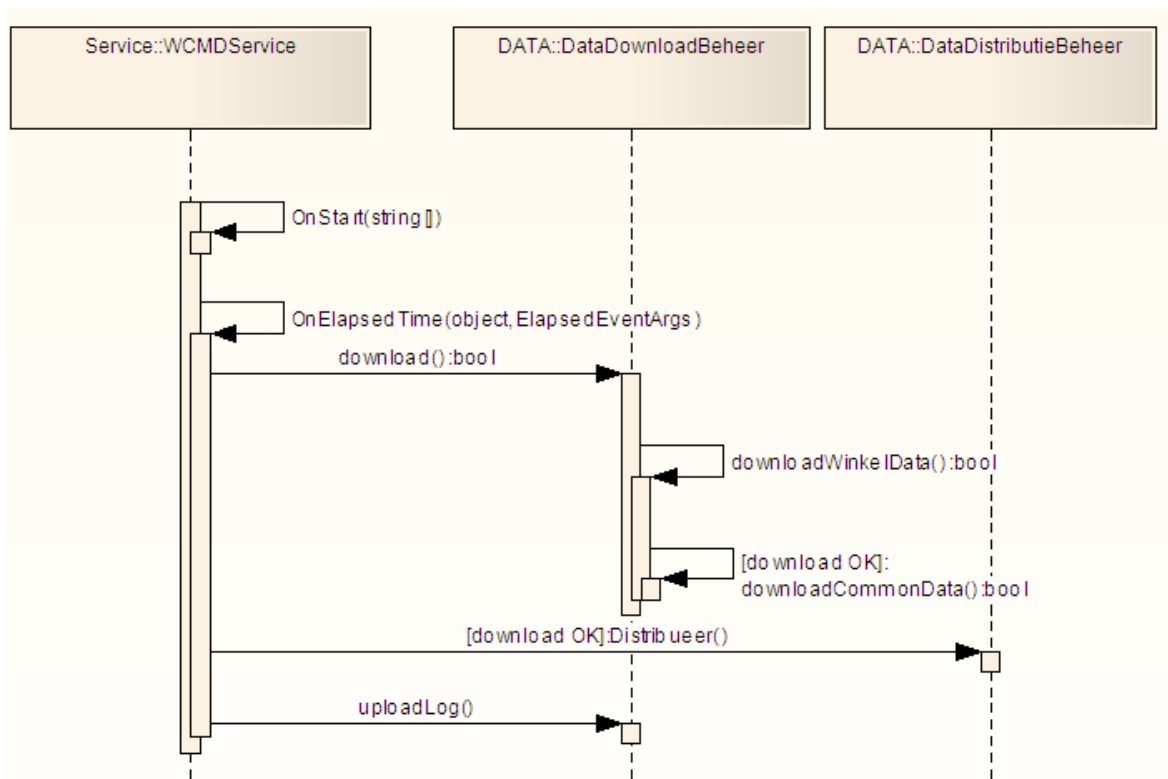 Service::WCMDService
DATA::DataDownloadBeheer
DATA::DataDistributieBeheer
OnStart(string[])
OnElapsedTime(object,ElapsedEventArgs)
download():bool
downloadWinkelData():bool
[download OK]:
downloadCommonData():bool
[download OK]:Distribueer()
uploadLog()